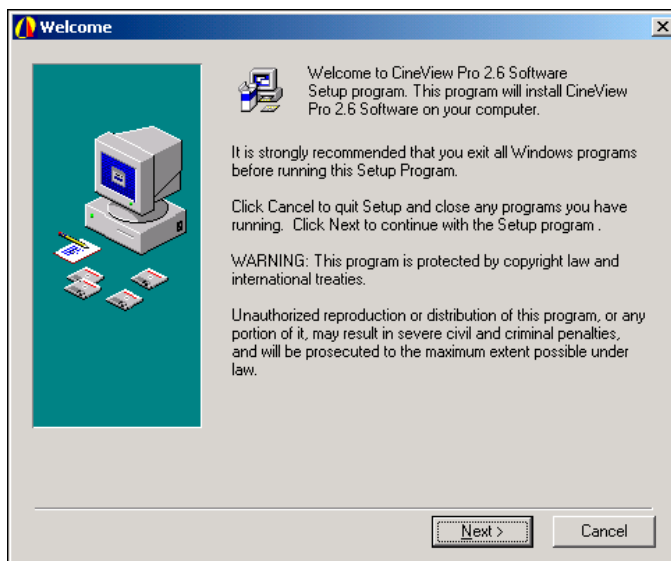 Welcome
Welcome to CineView Pro 2.6 Software
Setup program. This program will install CineView
Pro 2.6 Software on your computer.
It is strongly recommended that you exit all Windows programs
before running this Setup Program.
Click Cancel to quit Setup and close any programs you have
running. Click Next to continue with the Setup program .
WARNING: This program is protected by copyright law and
international treaties.
Unauthorized reproduction or distribution of this program, or any
portion of it, may result in severe civil and criminal penalties,
and will be prosecuted to the maximum extent possible under
law.
Next >
Cancel